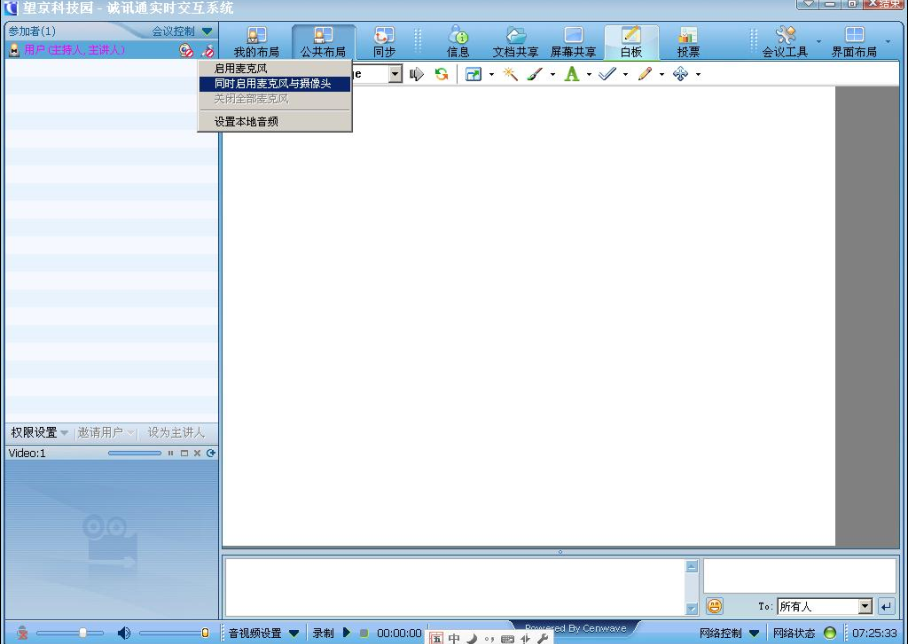 望京科技园 - 诚讯通实时交互系统
结束
参加者(1) 会议控制
用户(主持人,主讲人)
我的布局 公共布局 同步 信息 文档共享 屏幕共享 白板 投票 会议工具 界面布局
启用麦克风
同时启用麦克风与摄像头
关闭全部麦克风
设置本地音频
权限设置 邀请用户 设为主讲人
Video:1
To: 所有人
音视频设置 录制 00:00:00 Powered By Cenwave 网络控制 网络状态 07:25:33
中